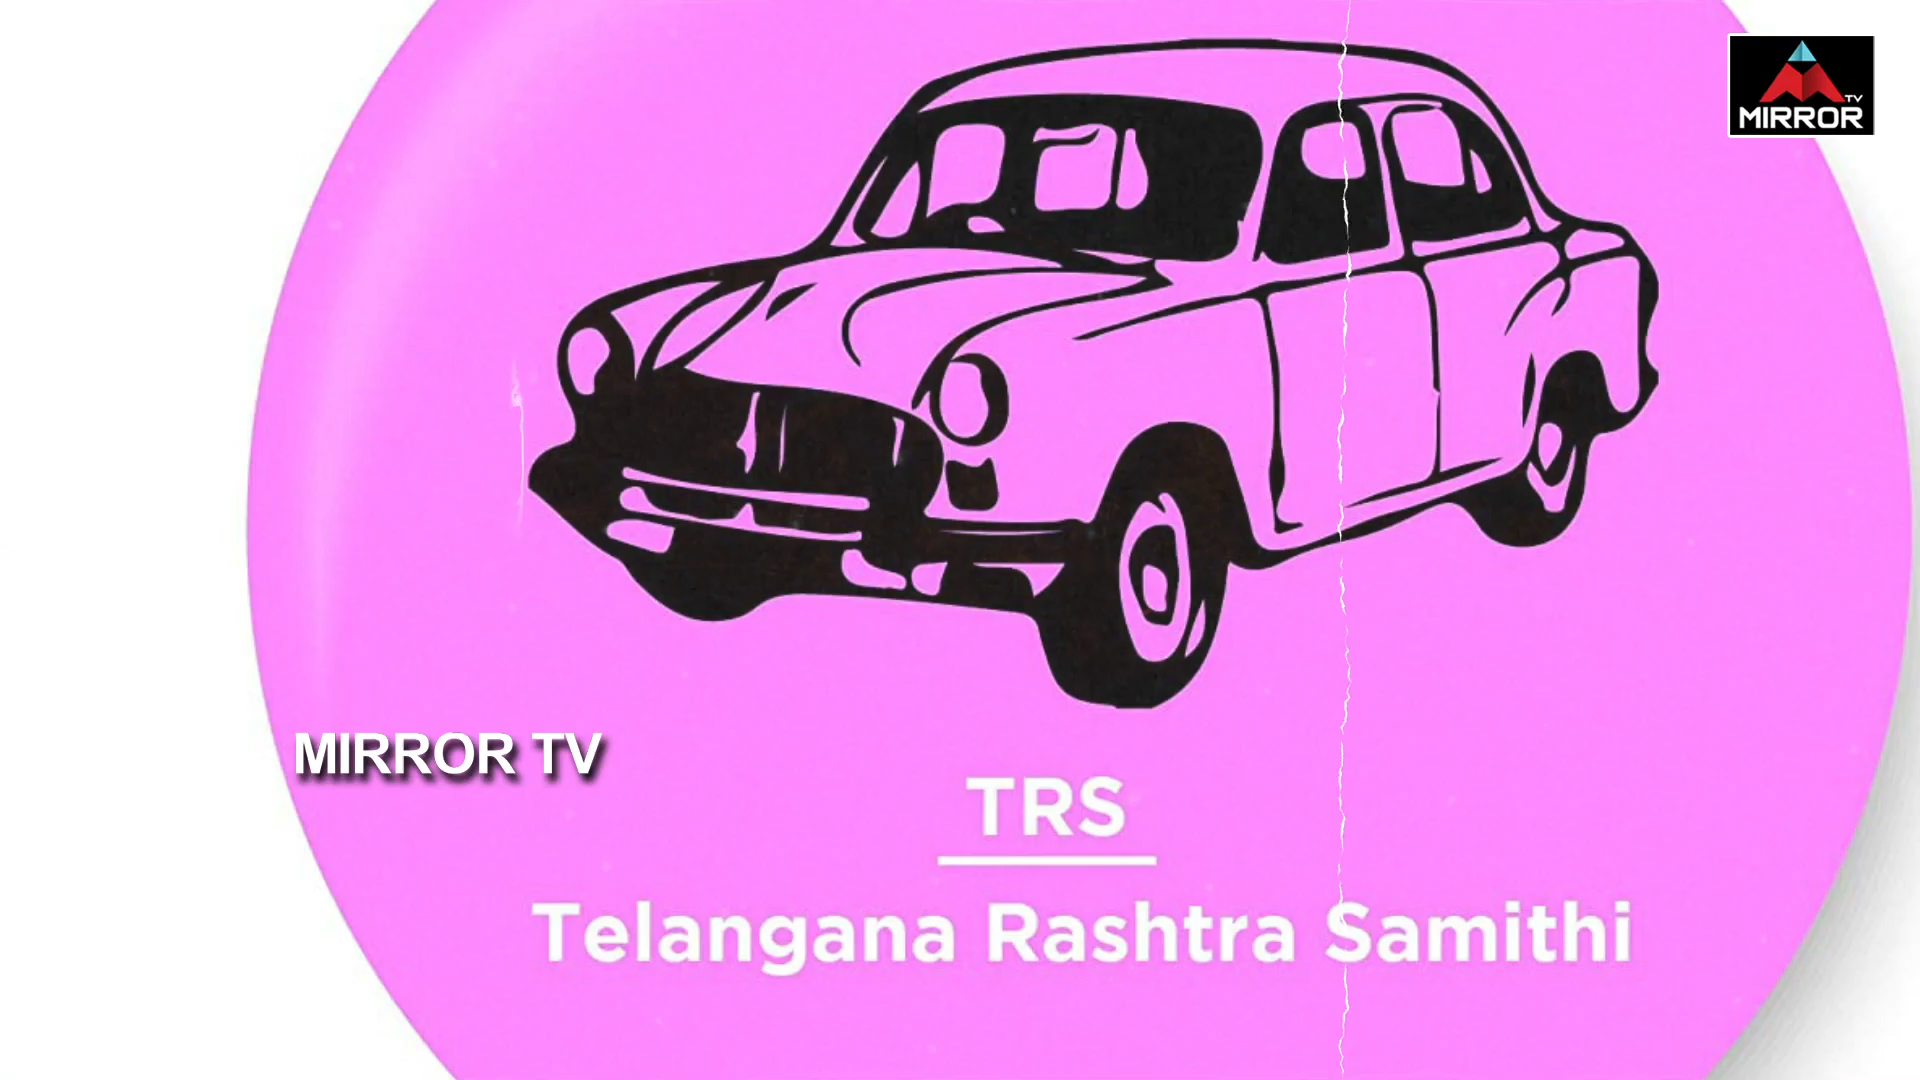 TV
MIRROR
MIRROR TV
TRS
Telangana Rashtra Samithi